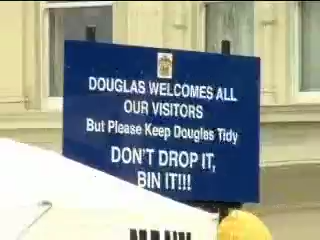 DOUGLAS WELCOMES ALL
OUR VISITORS
But Please Keep Douglas Tidy
DON'T DROP IT,
BIN IT!!!